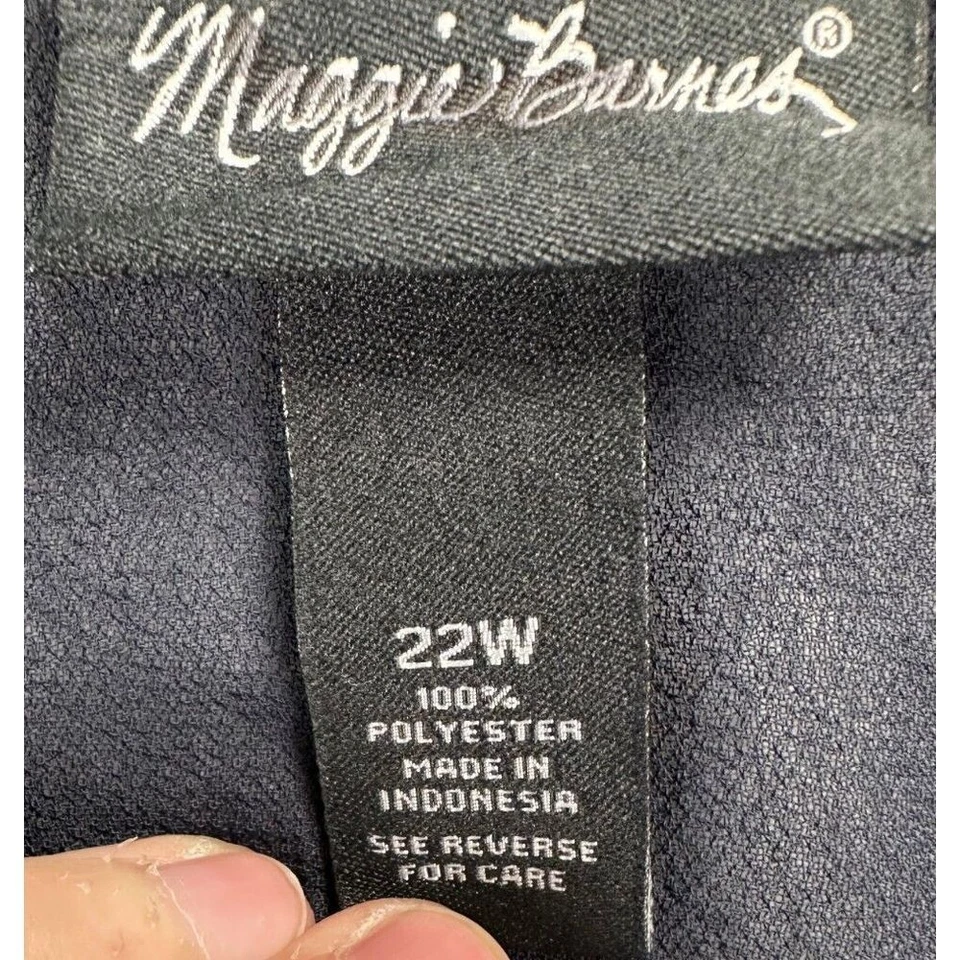 Maggie Barnes®
22W
100%
POLYESTER
MADE IN
INDONESIA
SEE REVERSE
FOR CARE